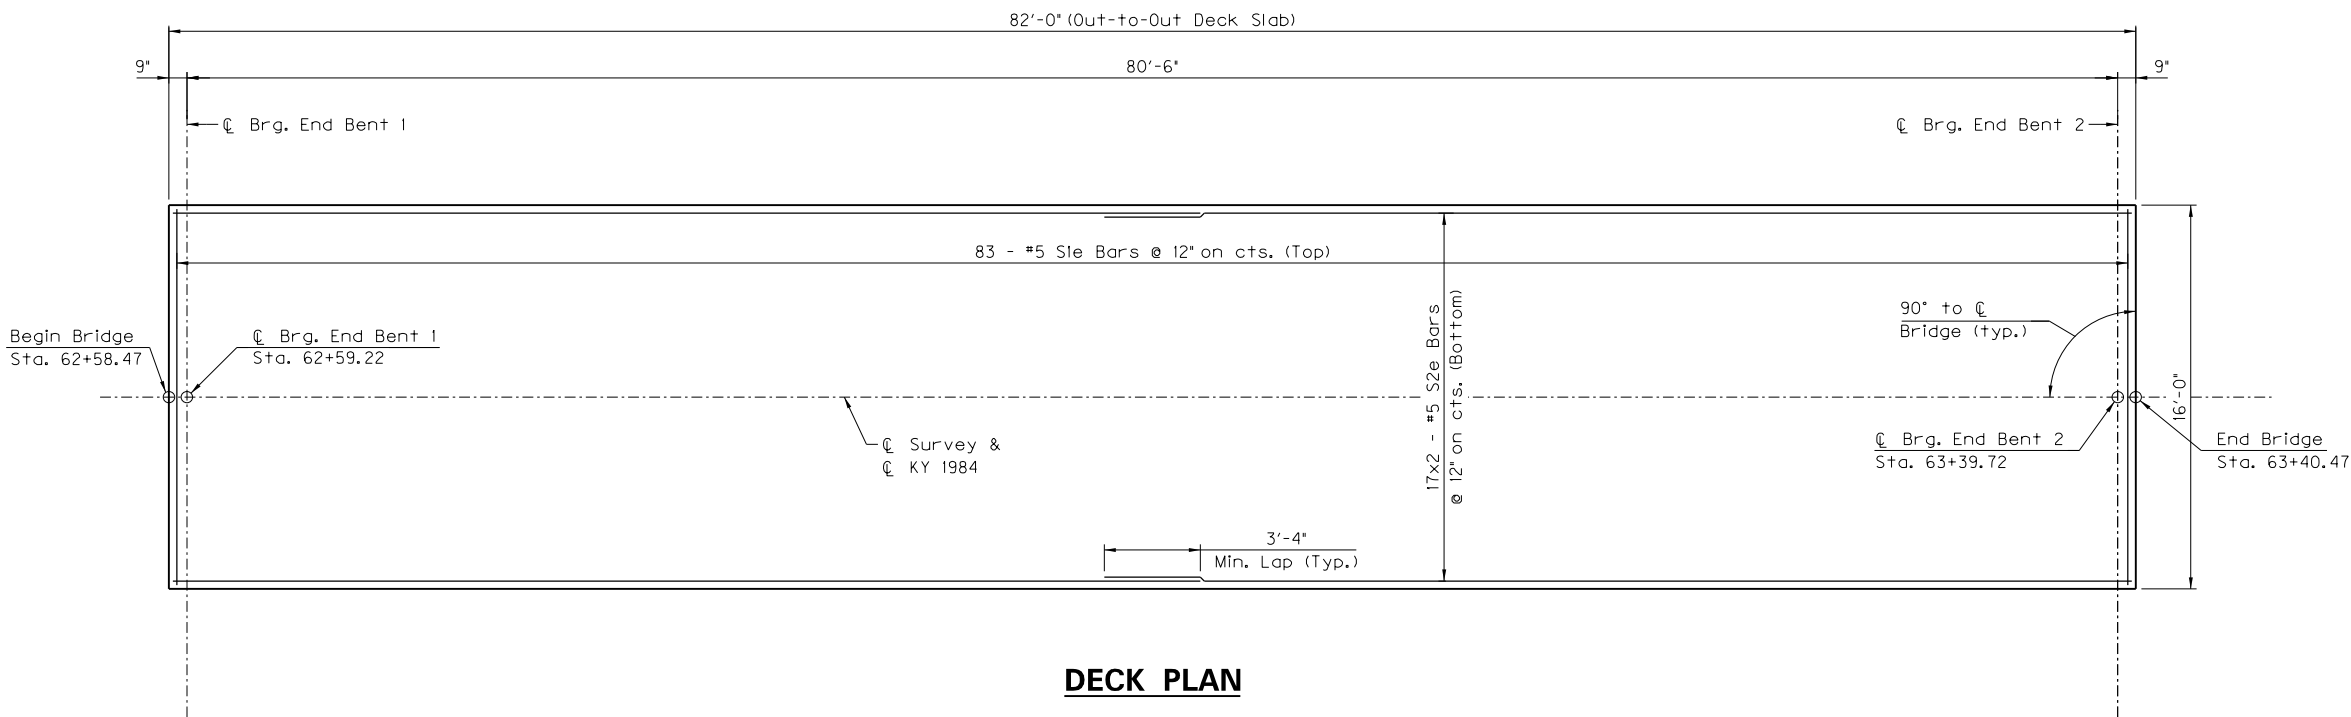 82'-0" (Out-to-Out Deck Slab)
9"
80'-6"
9"
℄ Brg. End Bent 1
℄ Brg. End Bent 2
83 - #5 S1e Bars @ 12" on cts. (Top)
17x2 - #5 S2e Bars
@ 12" on cts. (Bottom)
90° to ℄
Bridge (typ.)
Begin Bridge
Sta. 62+58.47
℄ Brg. End Bent 1
Sta. 62+59.22
16'-0"
℄ Survey &
℄ KY 1984
℄ Brg. End Bent 2
Sta. 63+39.72
End Bridge
Sta. 63+40.47
3'-4"
Min. Lap (Typ.)
DECK PLAN